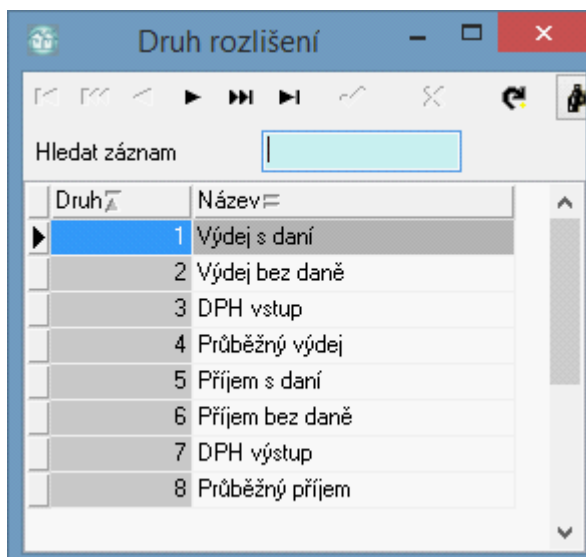 Druh rozlišení
Hledat záznam
Druh Název
1 Výdej s daní
2 Výdej bez daně
3 DPH vstup
4 Průběžný výdej
5 Příjem s daní
6 Příjem bez daně
7 DPH výstup
8 Průběžný příjem